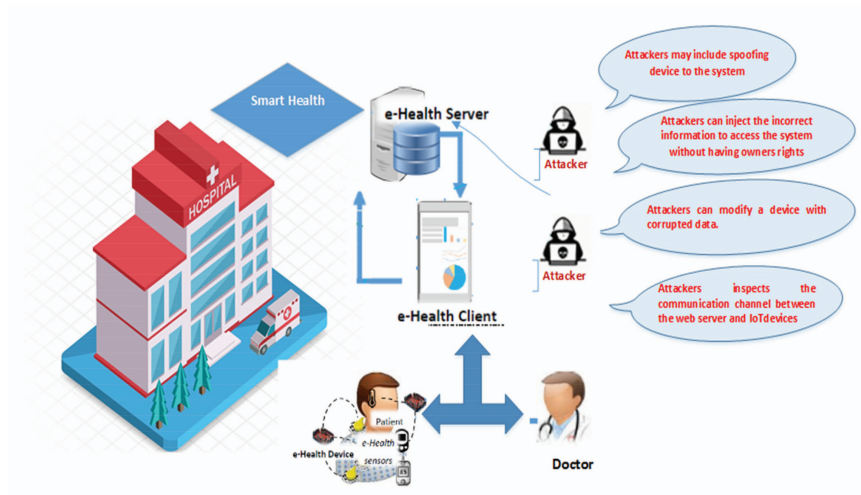 Smart Health
e-Health Server
HOSPITAL
Attacker
Attackers may include spoofing
device to the system
Attackers can inject the incorrect
information to access the system
without having owners rights
Attacker
Attackers can modify a device with
corrupted data.
Attackers inspects the
communication channel between
the web server and IoTdevices
e-Health Client
Patient
e-Health
sensors
e-Health Device
Doctor